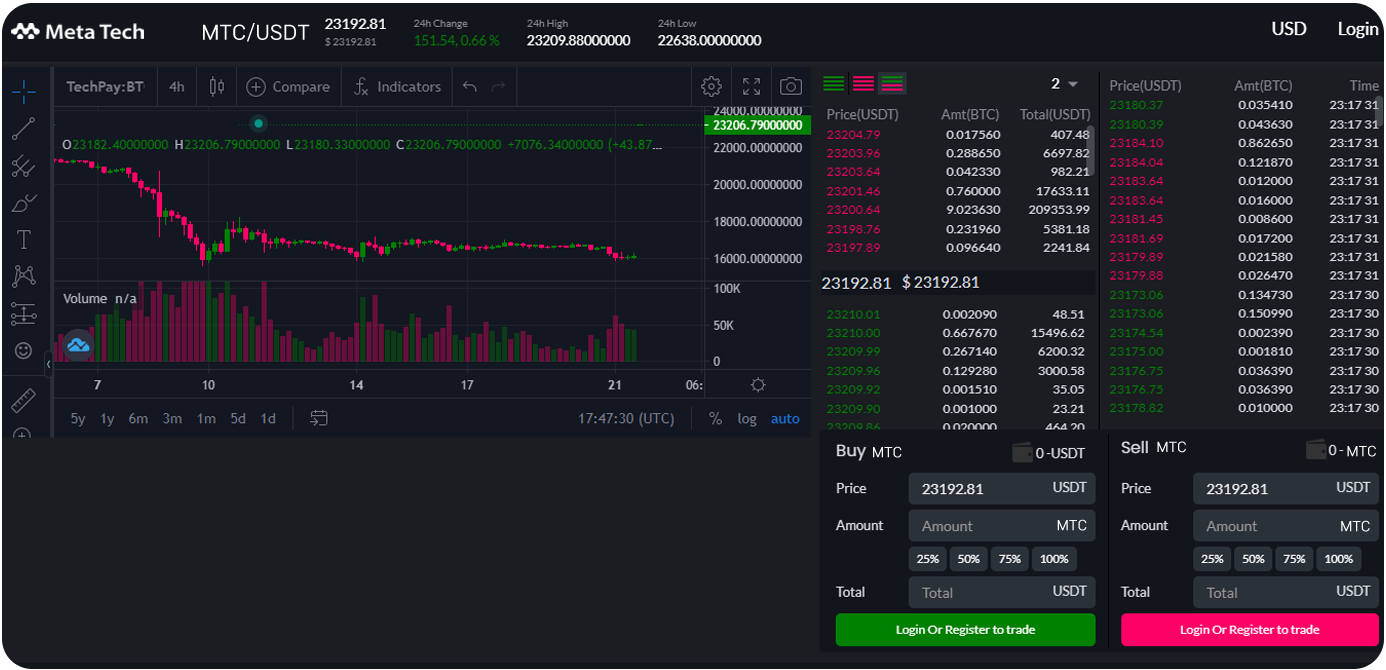 Meta Tech
MTC/USDT
23192.81
$ 23192.81
24h Change
151.54, 0.66 %
24h High
23209.88000000
24h Low
22638.00000000
USD
Login
TechPay:BT
4h
Compare
Indicators
O23182.40000000 H23206.79000000 L23180.33000000 C23206.79000000 +7076.34000000 (+43.87...
24000.00000000
23206.79000000
22000.00000000
20000.00000000
18000.00000000
16000.00000000
Volume n/a
100K
50K
0
7 10 14 17 21 06:
5y 1y 6m 3m 1m 5d 1d
17:47:30 (UTC)
% log auto
2
Price(USDT) Amt(BTC) Total(USDT)
23204.79 0.017560 407.48
23203.96 0.288650 6697.82
23203.64 0.042330 982.21
23201.46 0.760000 17633.11
23200.64 9.023630 209353.99
23198.76 0.231960 5381.18
23197.89 0.096640 2241.84
23192.81 $ 23192.81
23210.01 0.002090 48.51
23210.00 0.667670 15496.62
23209.99 0.267140 6200.32
23209.96 0.129280 3000.58
23209.92 0.001510 35.05
23209.90 0.001000 23.21
23209.86 0.020000 464.20
Price(USDT) Amt(BTC) Time
23180.37 0.035410 23:17 31
23180.39 0.043630 23:17 31
23184.10 0.862650 23:17 31
23184.04 0.121870 23:17 31
23183.64 0.012000 23:17 31
23183.64 0.016000 23:17 31
23181.45 0.008600 23:17 31
23181.69 0.017200 23:17 31
23179.89 0.021580 23:17 31
23179.88 0.026470 23:17 31
23173.06 0.134730 23:17 30
23173.06 0.150990 23:17 30
23174.54 0.002390 23:17 30
23175.00 0.001810 23:17 30
23176.75 0.036390 23:17 30
23176.75 0.036390 23:17 30
23178.82 0.010000 23:17 30
Buy MTC
0 -USDT
Price 23192.81 USDT
Amount Amount MTC
25% 50% 75% 100%
Total Total USDT
Login Or Register to trade
Sell MTC
0 - MTC
Price 23192.81 USDT
Amount Amount MTC
25% 50% 75% 100%
Total Total USDT
Login Or Register to trade